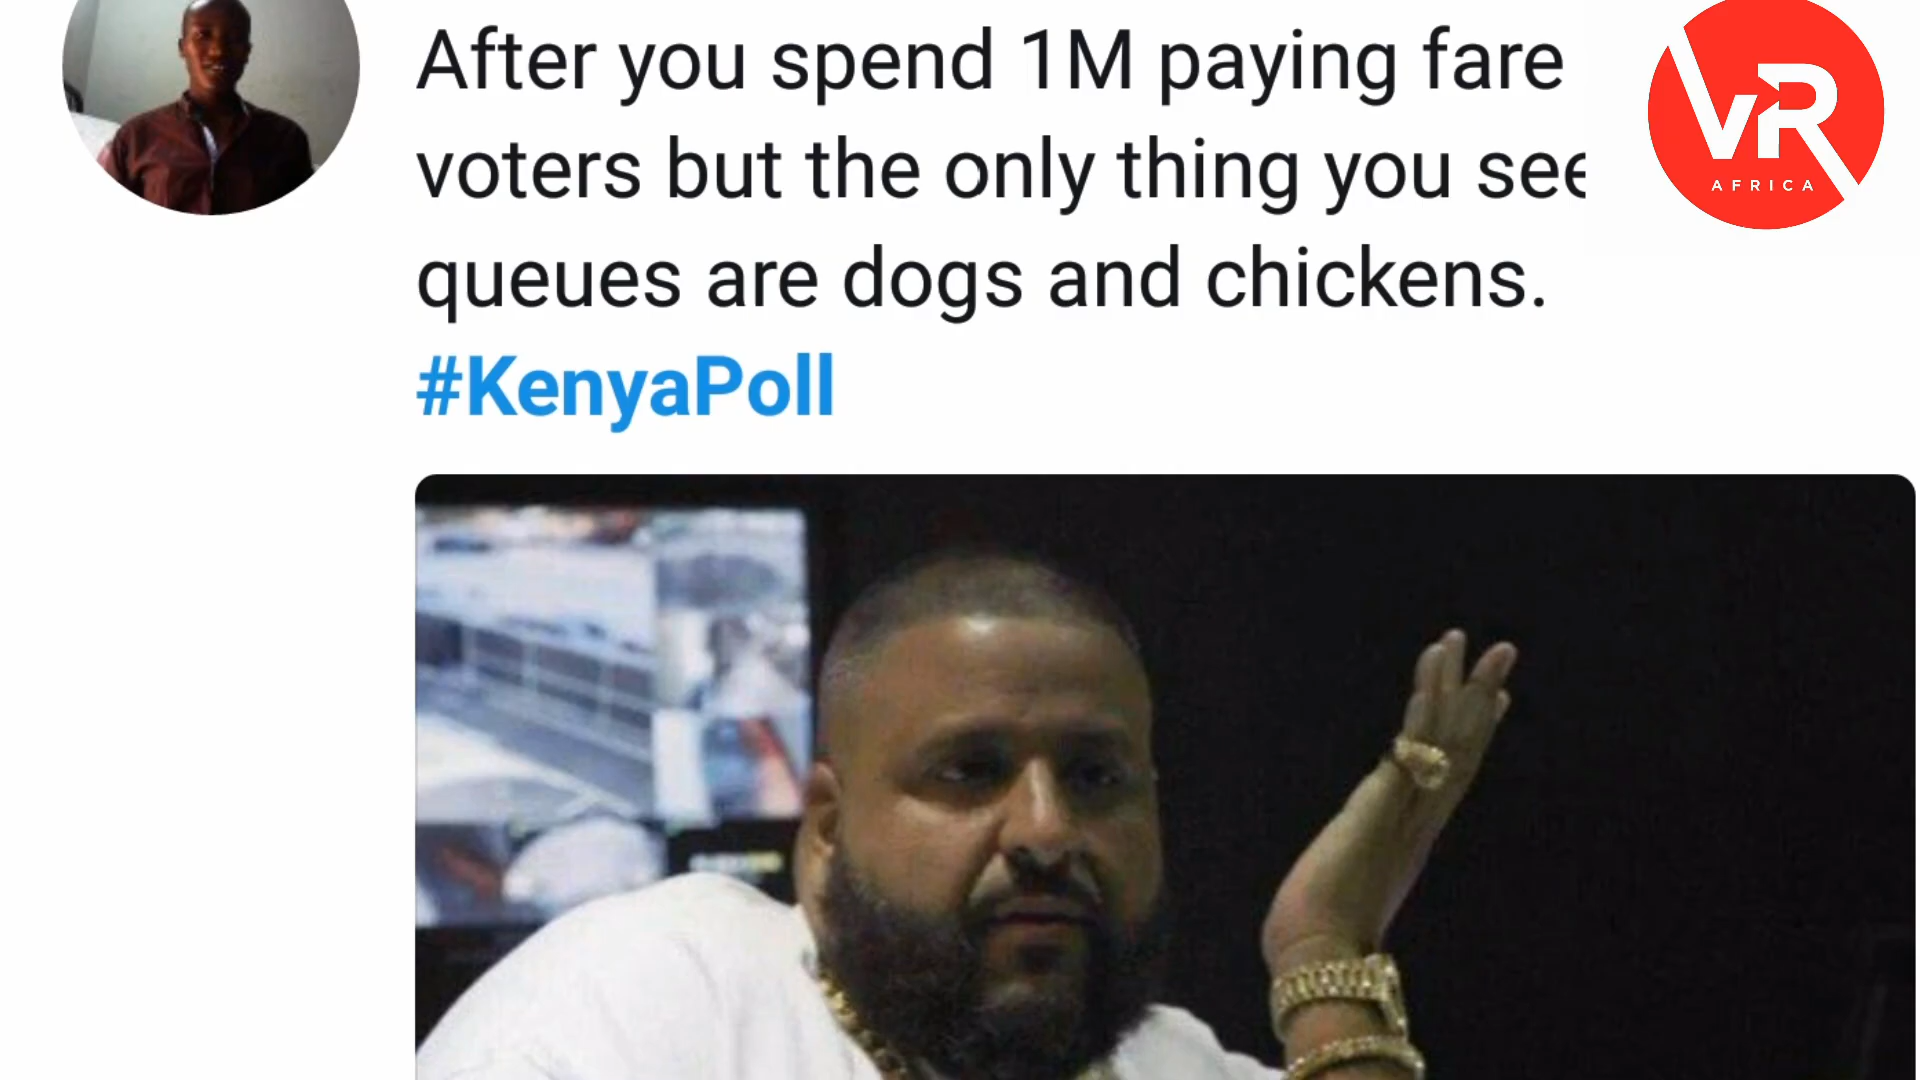 After you spend 1M paying fare
voters but the only thing you see
queues are dogs and chickens.
#KenyaPoll
VR
AFRICA